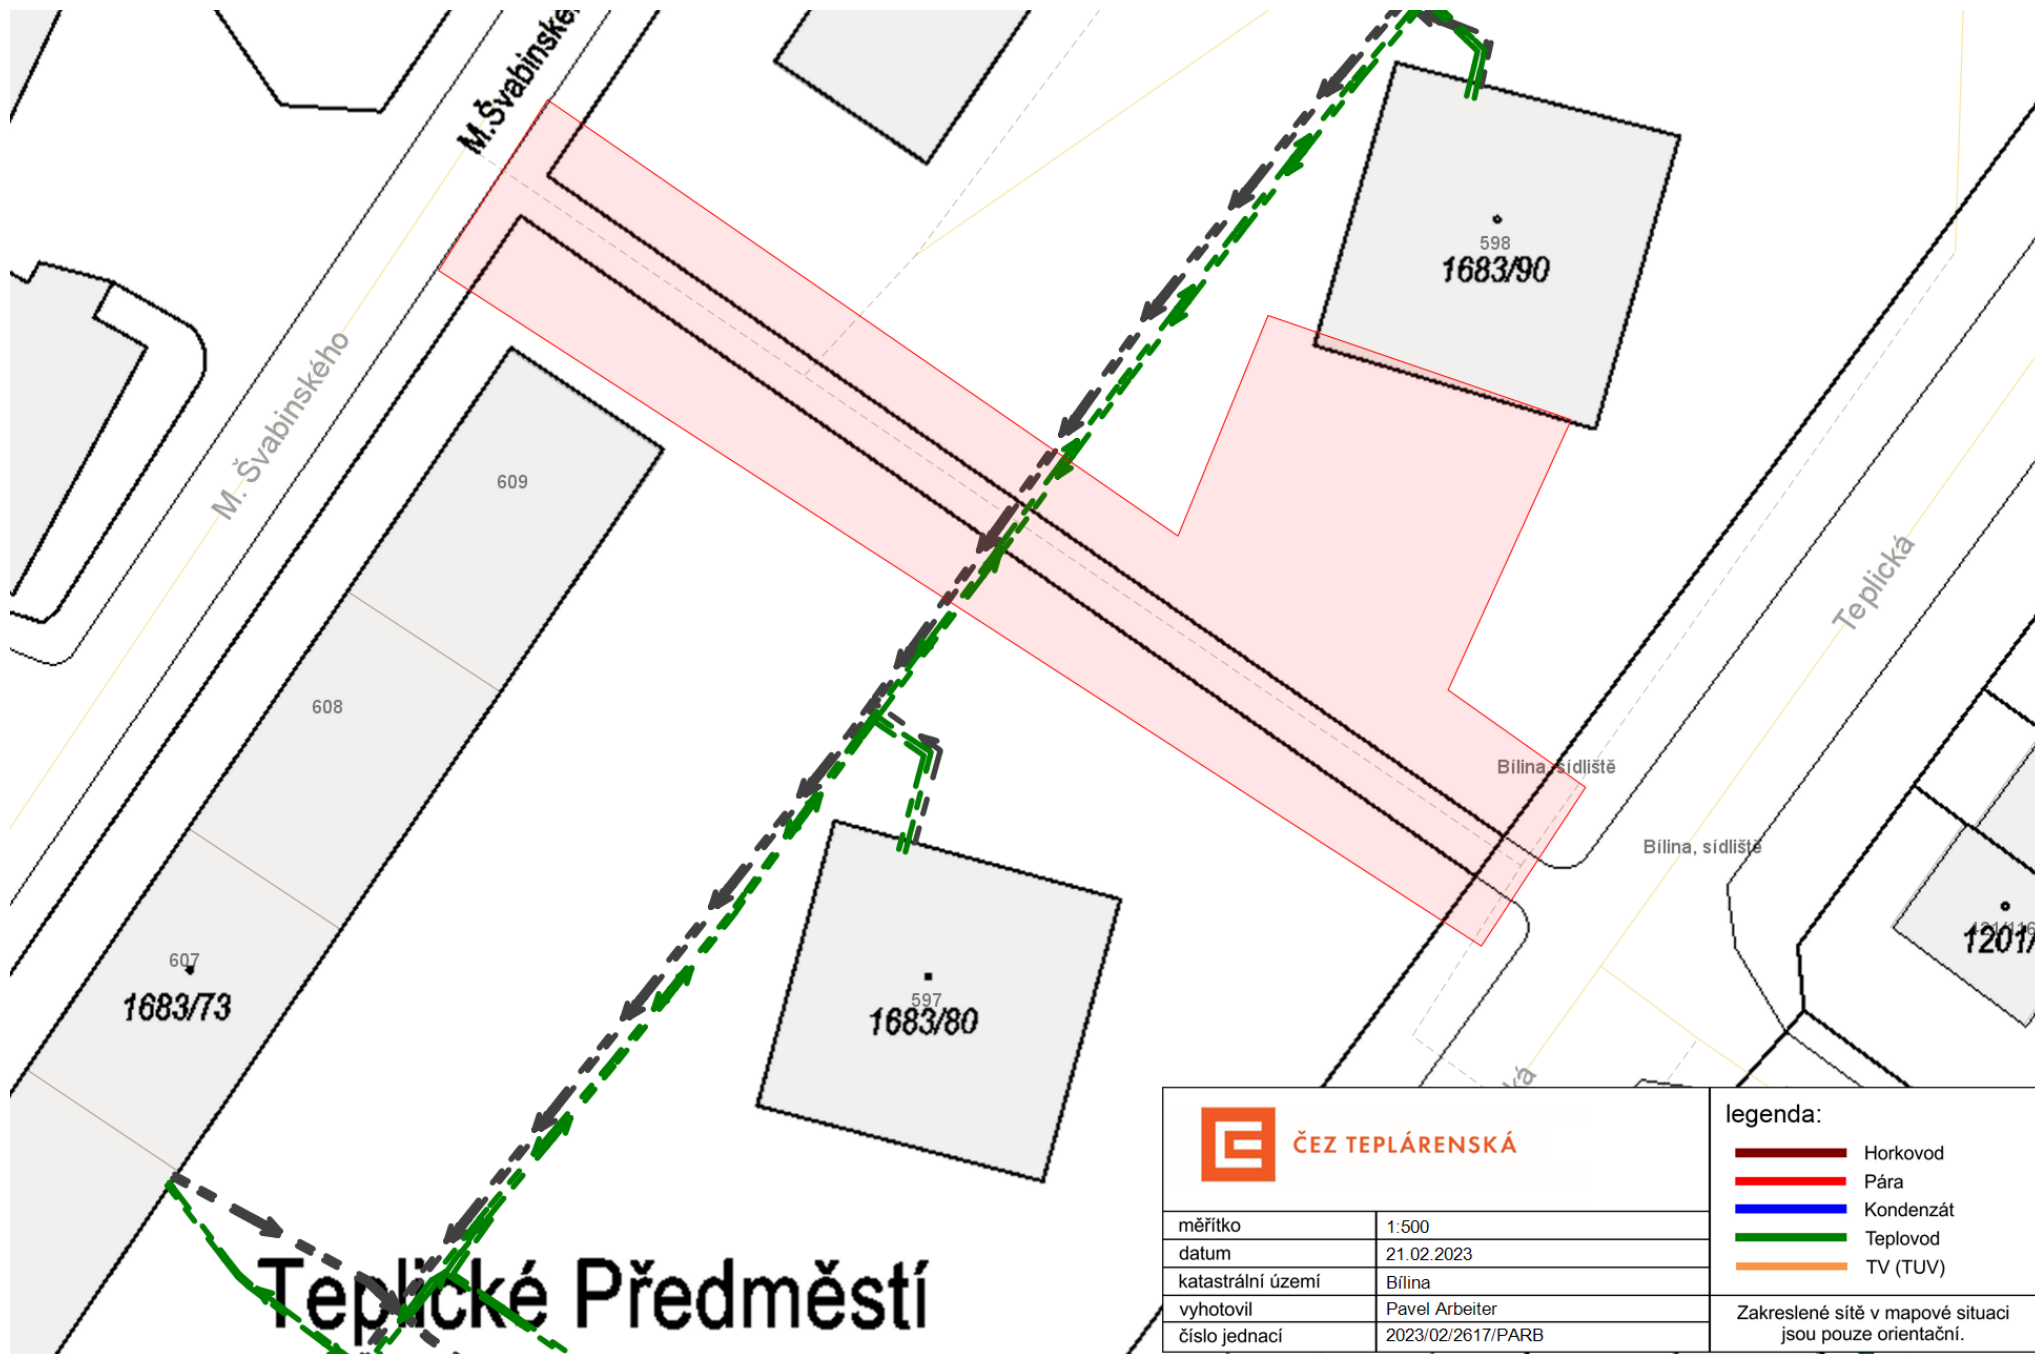 M.Švabinské
598
1683/90
M. Švabinského
609
Teplická
608
Bílina, sídliště
Bílina, sídliště
1201/
607
1683/73
597
1683/80
ká
Teplické Předměstí
ČEZ TEPLÁRENSKÁ
měřítko 1:500
datum 21.02.2023
katastrální území Bílina
vyhotovil Pavel Arbeiter
číslo jednací 2023/02/2617/PARB
legenda:
Horkovod
Pára
Kondenzát
Teplovod
TV (TUV)
Zakreslené sítě v mapové situaci
jsou pouze orientační.